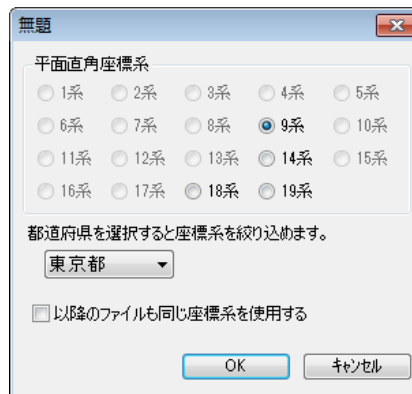 無題
平面直角座標系
1系 2系 3系 4系 5系
6系 7系 8系 9系 10系
11系 12系 13系 14系 15系
16系 17系 18系 19系
都道府県を選択すると座標系を絞り込めます。
東京都
以降のファイルも同じ座標系を使用する
OK キャンセル